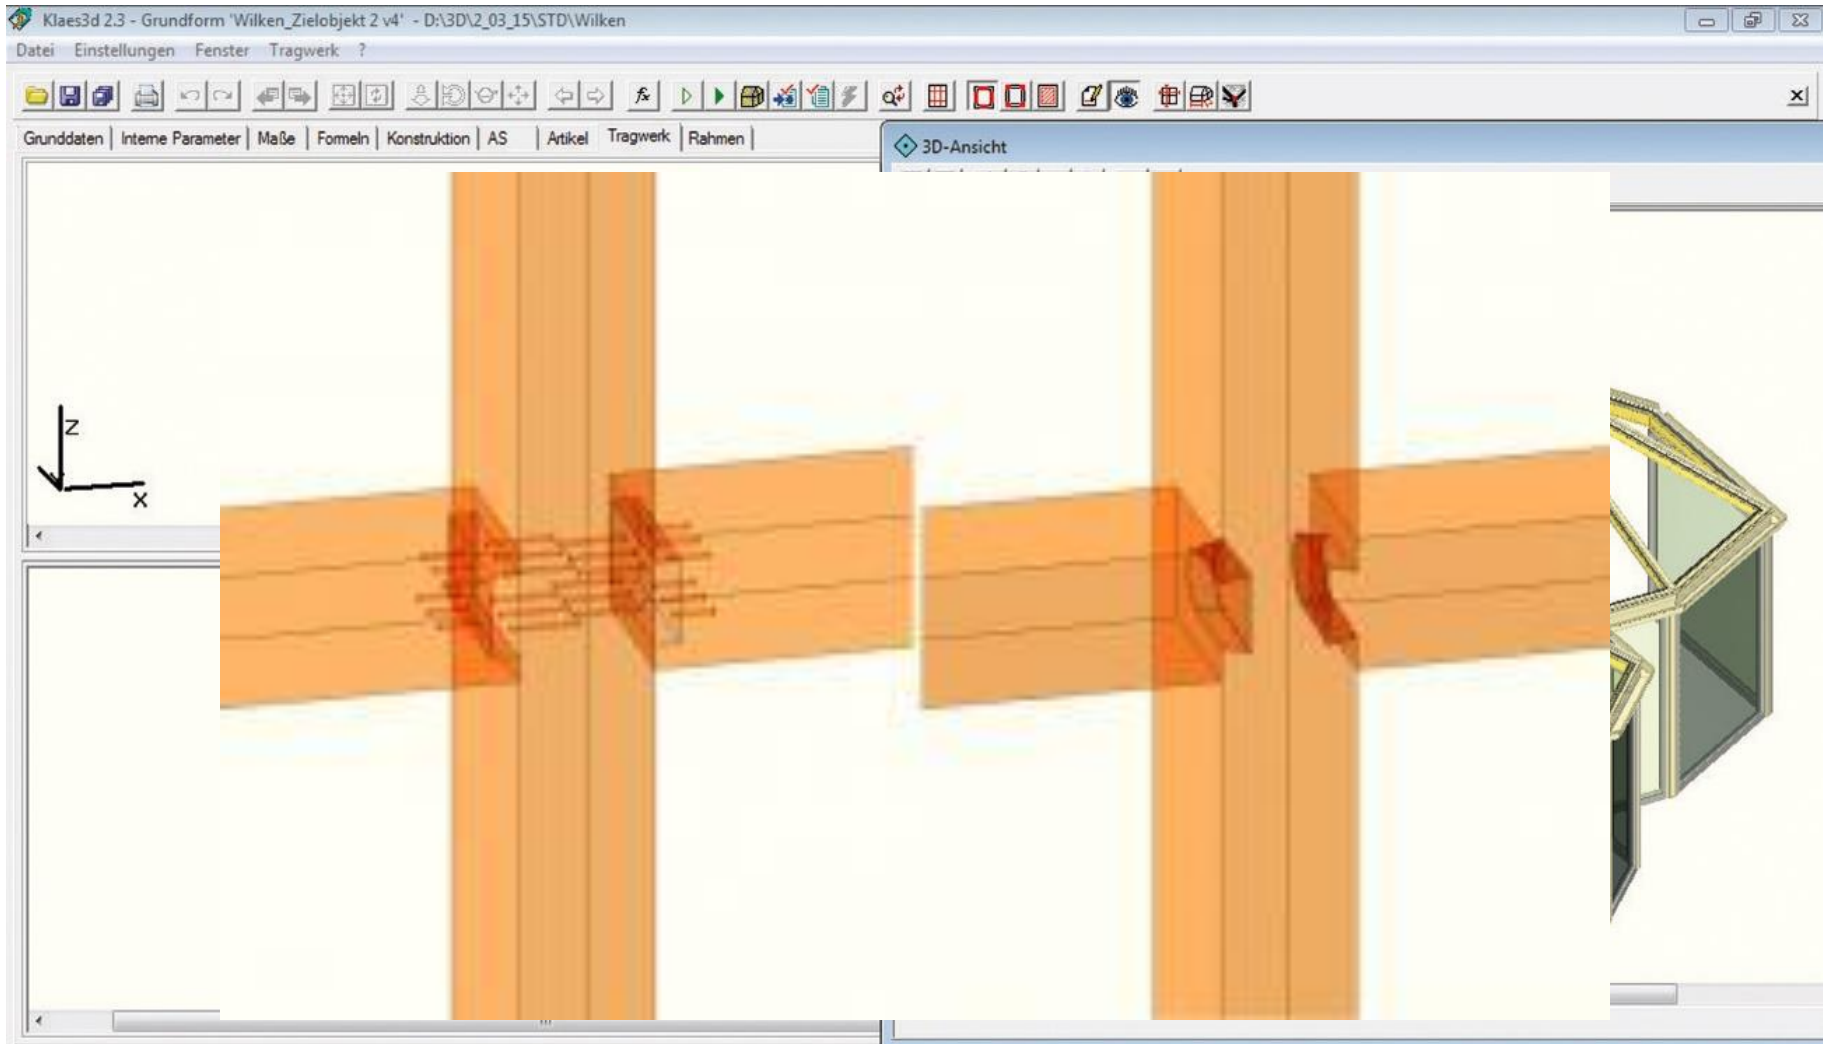 Klaes3d 2.3 - Grundform 'Wilken_Zielobjekt 2 v4' - D:\3D\2_03_15\STD\Wilken
Datei Einstellungen Fenster Tragwerk ?
fx
Grunddaten Interne Parameter Maße Formeln Konstruktion AS Artikel Tragwerk Rahmen
3D-Ansicht
z
x